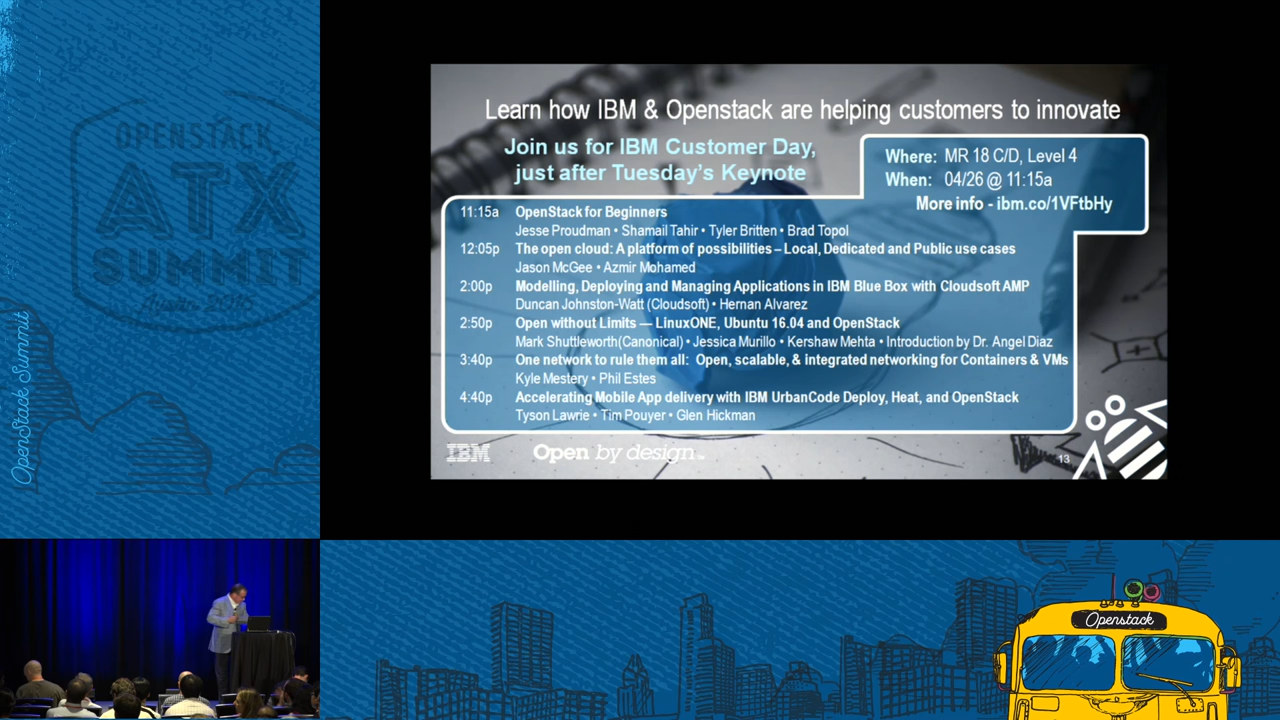 OPENSTACK
ATX
SUMMIT
Austin 2016
OpenStack Summit
Learn how IBM & Openstack are helping customers to innovate
Join us for IBM Customer Day,
just after Tuesday's Keynote
Where: MR 18 C/D, Level 4
When: 04/26 @ 11:15a
More info - ibm.co/1VFtbHy
11:15a OpenStack for Beginners
Jesse Proudman • Shamail Tahir • Tyler Britten • Brad Topol
12:05p The open cloud: A platform of possibilities – Local, Dedicated and Public use cases
Jason McGee • Azmir Mohamed
2:00p Modelling, Deploying and Managing Applications in IBM Blue Box with Cloudsoft AMP
Duncan Johnston-Watt (Cloudsoft) • Hernan Alvarez
2:50p Open without Limits — LinuxONE, Ubuntu 16.04 and OpenStack
Mark Shuttleworth(Canonical) • Jessica Murillo • Kershaw Mehta • Introduction by Dr. Angel Diaz
3:40p One network to rule them all: Open, scalable, & integrated networking for Containers & VMs
Kyle Mestery • Phil Estes
4:40p Accelerating Mobile App delivery with IBM UrbanCode Deploy, Heat, and OpenStack
Tyson Lawrie • Tim Pouyer • Glen Hickman
IBM
Open by design
13
Openstack